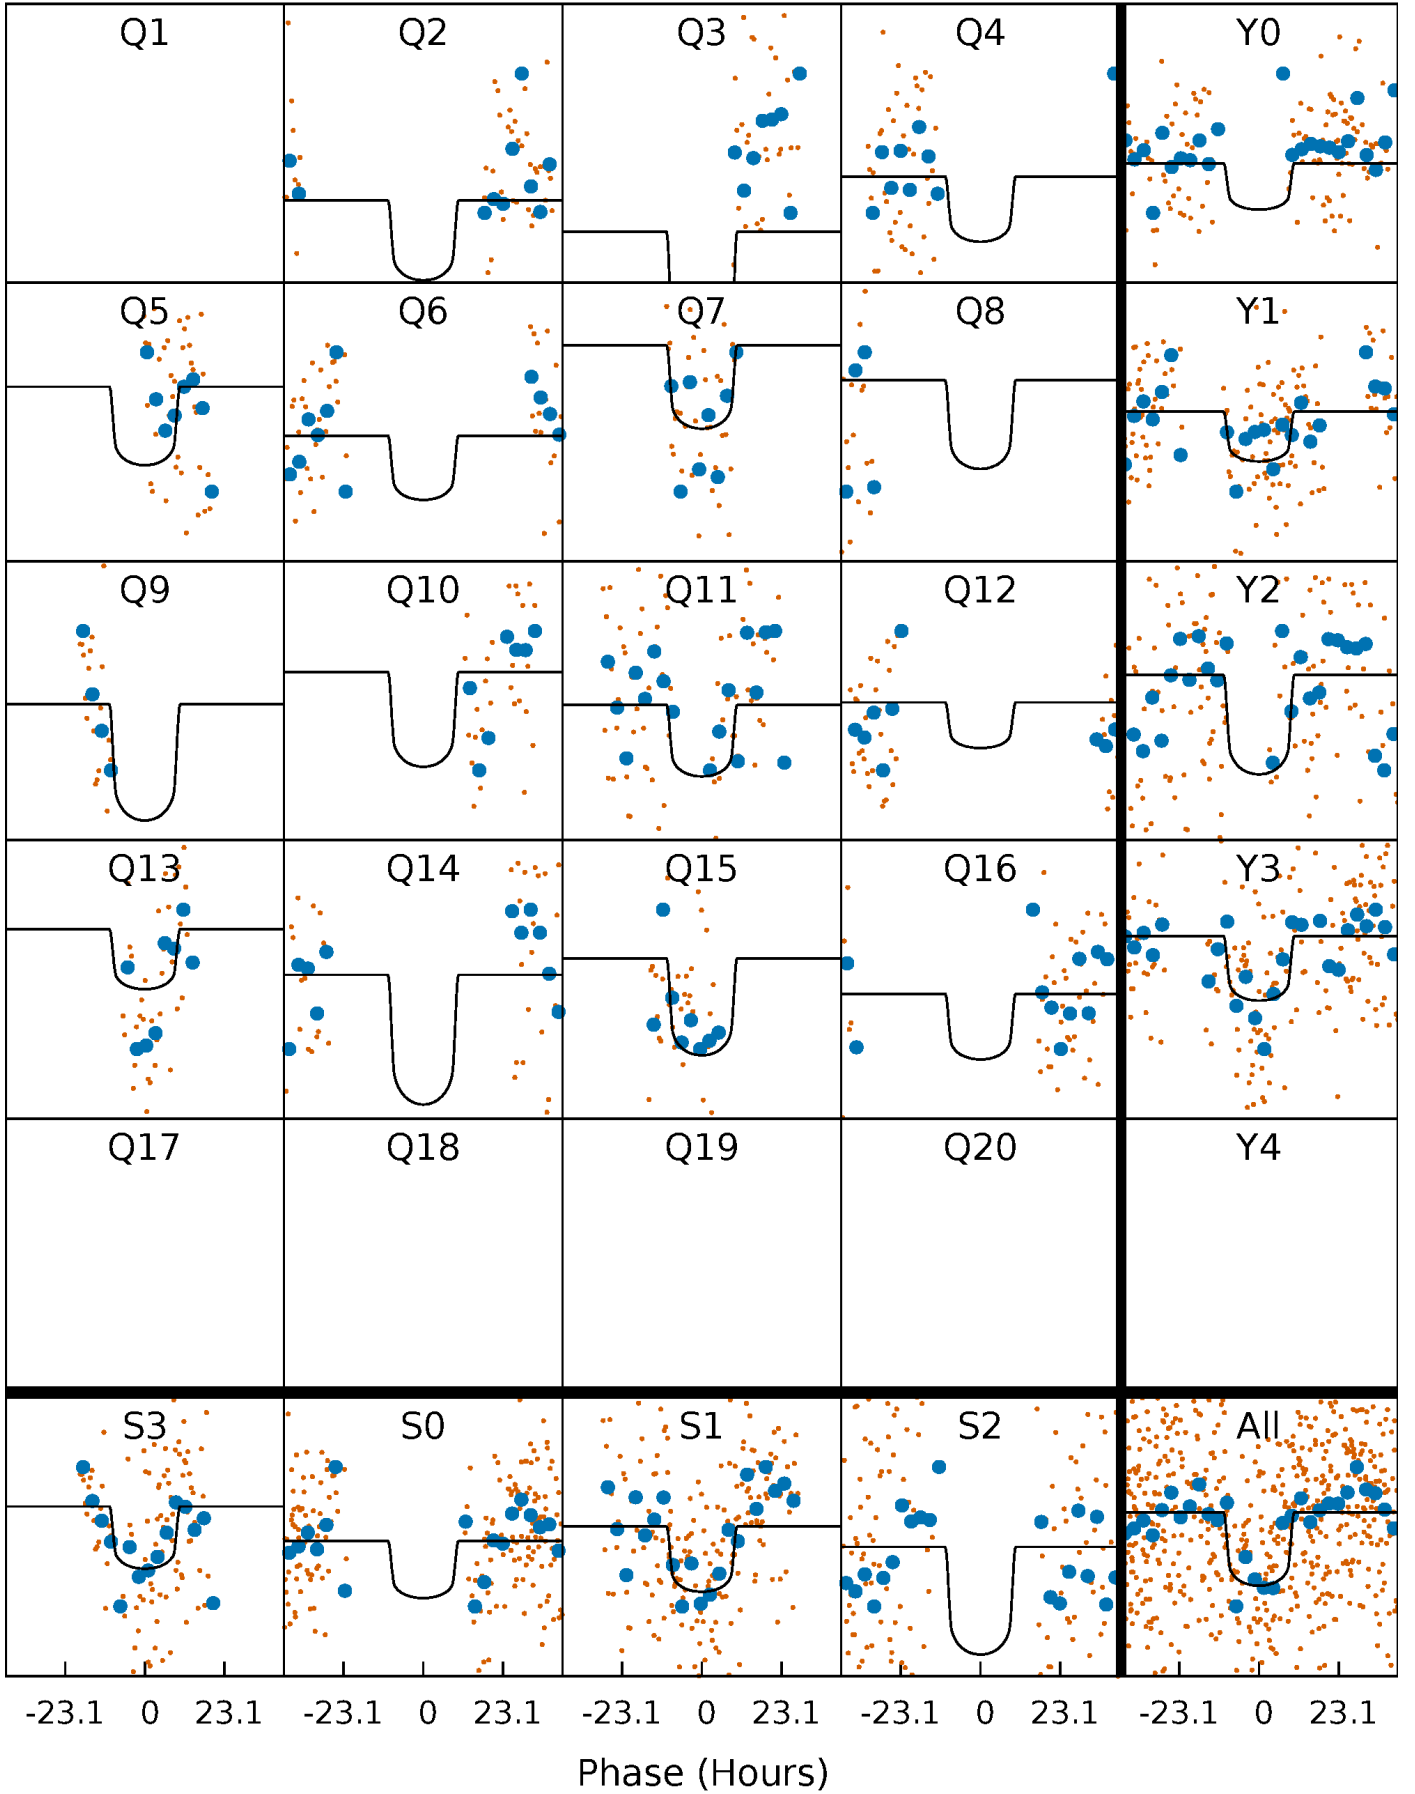 Q1 Q2 Q3 Q4 Y0
Q5 Q6 Q7 Q8 Y1
Q9 Q10 Q11 Q12 Y2
Q13 Q14 Q15 Q16 Y3
Q17 Q18 Q19 Q20 Y4
S3 S0 S1 S2 All
-23.1 0 23.1 -23.1 0 23.1 -23.1 0 23.1 -23.1 0 23.1 -23.1 0 23.1
Phase (Hours)